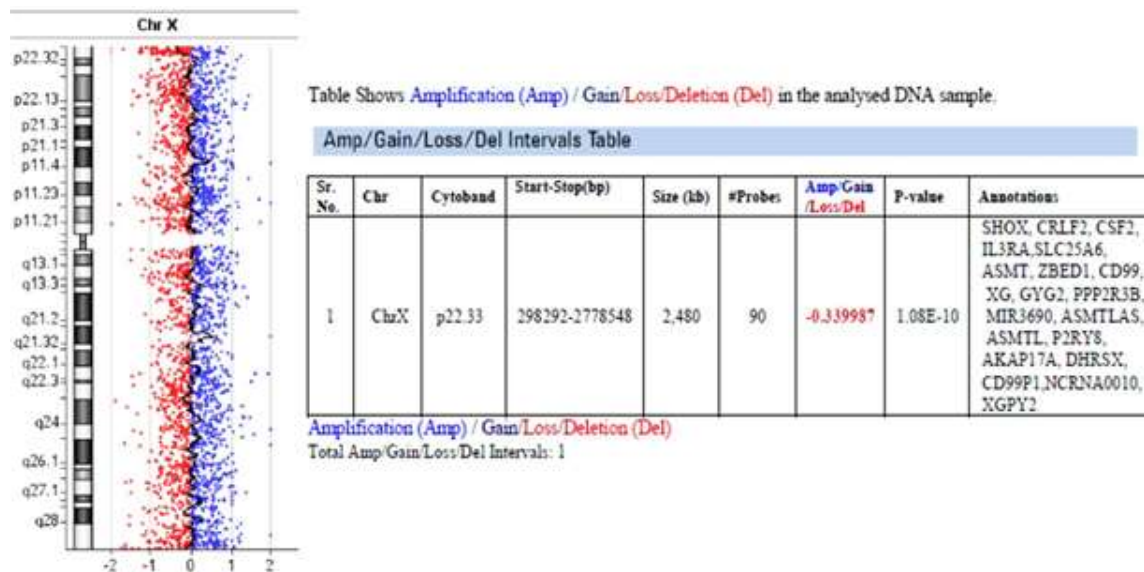 Chr X
p22.32
p22.13
p21.3
p21.1
p11.4
p11.23
p11.21
q13.1
q13.3
q21.2
q21.32
q22.1
q22.3
q24
q26.1
q27.1
q28
-2 -1 0 1 2
Table Shows Amplification (Amp) / Gain/Loss/Deletion (Del) in the analysed DNA sample.
Amp/Gain/Loss/Del Intervals Table
Sr. No. Chr Cytoband Start-Stop(bp) Size (kb) #Probes Amp/Gain /Loss/Del P-value Annotations
1 ChrX p22.33 298292-2778548 2,480 90 -0.339987 1.08E-10
SHOX, CRLF2, CSF2,
IL3RA,SLC25A6,
ASMT, ZBED1, CD99,
XG, GYG2, PPP2R3B,
MIR3690, ASMTLAS,
ASMTL, P2RY8,
AKAP17A, DHRSX,
CD99P1,NCRNA0010,
XGPY2
Amplification (Amp) / Gain/Loss/Deletion (Del)
Total Amp/Gain/Loss/Del Intervals: 1